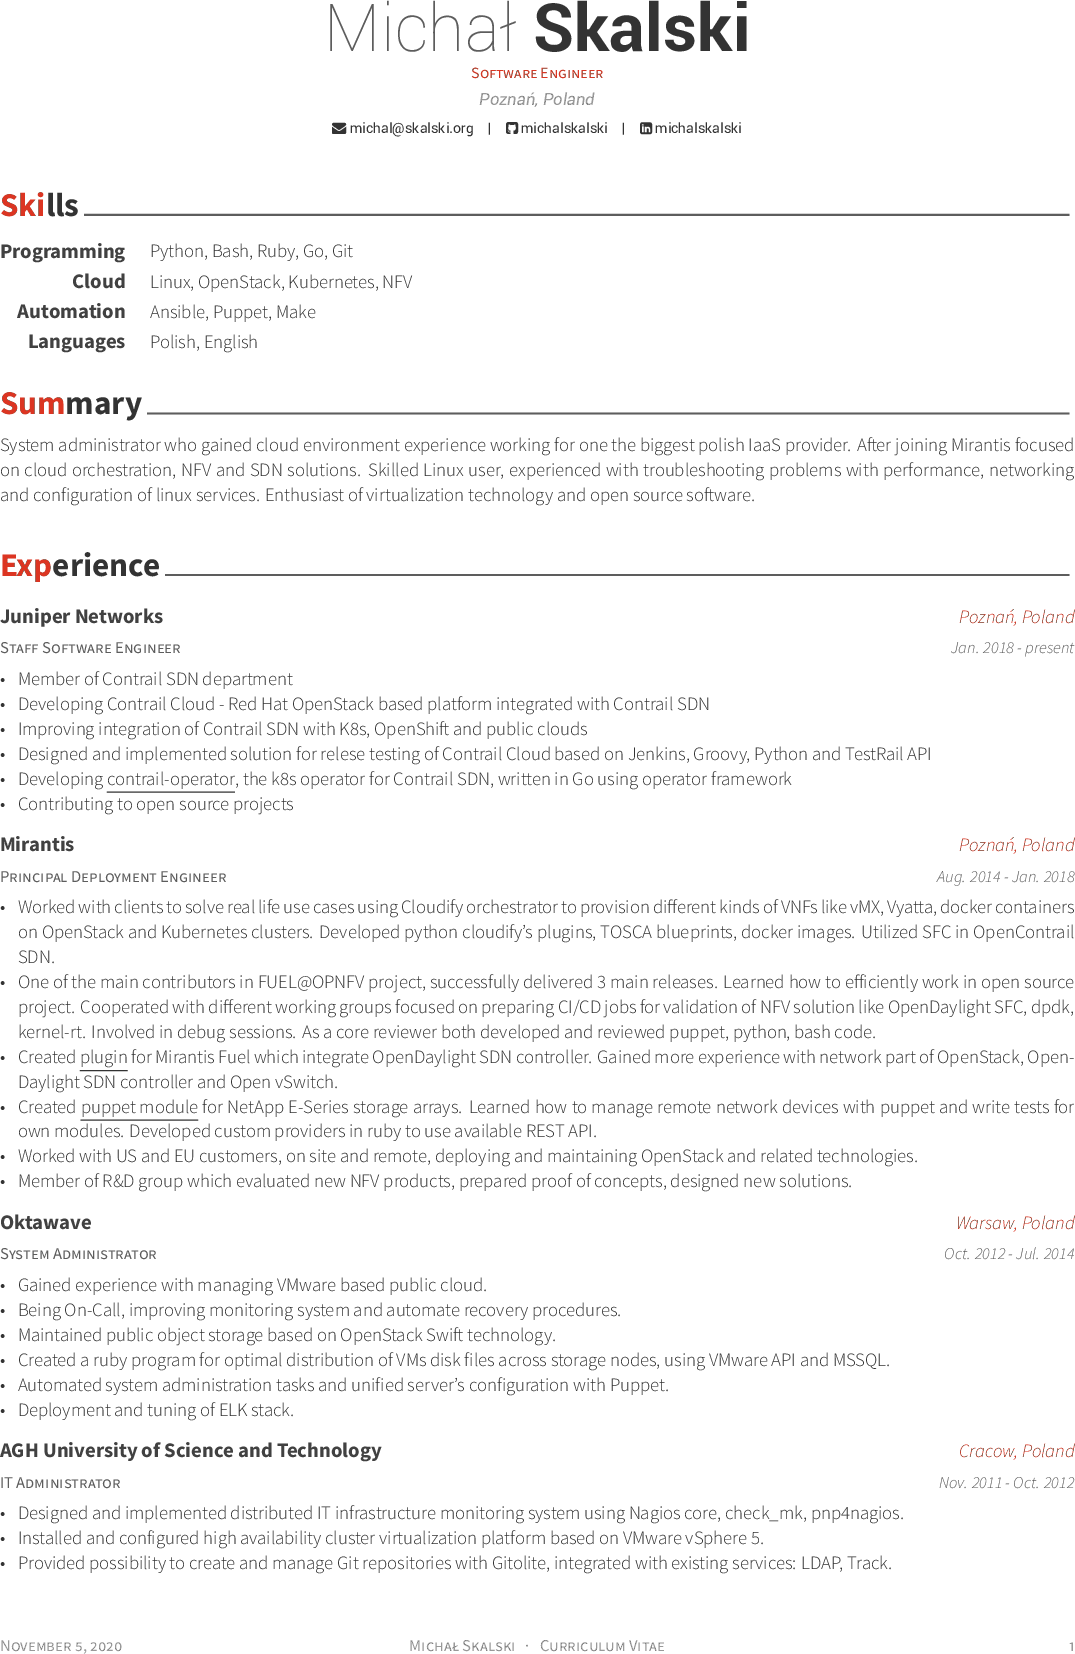 Michał Skalski
Software Engineer
Poznań, Poland
michal@skalski.org | michalskalski | michalskalski
Skills
Programming Python, Bash, Ruby, Go, Git
Cloud Linux, OpenStack, Kubernetes, NFV
Automation Ansible, Puppet, Make
Languages Polish, English
Summary
System administrator who gained cloud environment experience working for one the biggest polish IaaS provider. After joining Mirantis focused
on cloud orchestration, NFV and SDN solutions. Skilled Linux user, experienced with troubleshooting problems with performance, networking
and configuration of linux services. Enthusiast of virtualization technology and open source software.
Experience
Juniper Networks Poznań, Poland
Staff Software Engineer Jan. 2018 - present
• Member of Contrail SDN department
• Developing Contrail Cloud - Red Hat OpenStack based platform integrated with Contrail SDN
• Improving integration of Contrail SDN with K8s, OpenShift and public clouds
• Designed and implemented solution for relese testing of Contrail Cloud based on Jenkins, Groovy, Python and TestRail API
• Developing contrail-operator, the k8s operator for Contrail SDN, written in Go using operator framework
• Contributing to open source projects
Mirantis Poznań, Poland
Principal Deployment Engineer Aug. 2014 - Jan. 2018
• Worked with clients to solve real life use cases using Cloudify orchestrator to provision different kinds of VNFs like vMX, Vyatta, docker containers
on OpenStack and Kubernetes clusters. Developed python cloudify’s plugins, TOSCA blueprints, docker images. Utilized SFC in OpenContrail
SDN.
• One of the main contributors in FUEL@OPNFV project, successfully delivered 3 main releases. Learned how to efficiently work in open source
project. Cooperated with different working groups focused on preparing CI/CD jobs for validation of NFV solution like OpenDaylight SFC, dpdk,
kernel-rt. Involved in debug sessions. As a core reviewer both developed and reviewed puppet, python, bash code.
• Created plugin for Mirantis Fuel which integrate OpenDaylight SDN controller. Gained more experience with network part of OpenStack, Open-
Daylight SDN controller and Open vSwitch.
• Created puppet module for NetApp E-Series storage arrays. Learned how to manage remote network devices with puppet and write tests for
own modules. Developed custom providers in ruby to use available REST API.
• Worked with US and EU customers, on site and remote, deploying and maintaining OpenStack and related technologies.
• Member of R&D group which evaluated new NFV products, prepared proof of concepts, designed new solutions.
Oktawave Warsaw, Poland
System Administrator Oct. 2012 - Jul. 2014
• Gained experience with managing VMware based public cloud.
• Being On-Call, improving monitoring system and automate recovery procedures.
• Maintained public object storage based on OpenStack Swift technology.
• Created a ruby program for optimal distribution of VMs disk files across storage nodes, using VMware API and MSSQL.
• Automated system administration tasks and unified server’s configuration with Puppet.
• Deployment and tuning of ELK stack.
AGH University of Science and Technology Cracow, Poland
IT Administrator Nov. 2011 - Oct. 2012
• Designed and implemented distributed IT infrastructure monitoring system using Nagios core, check_mk, pnp4nagios.
• Installed and configured high availability cluster virtualization platform based on VMware vSphere 5.
• Provided possibility to create and manage Git repositories with Gitolite, integrated with existing services: LDAP, Track.
November 5, 2020 Michał Skalski · Curriculum Vitae 1